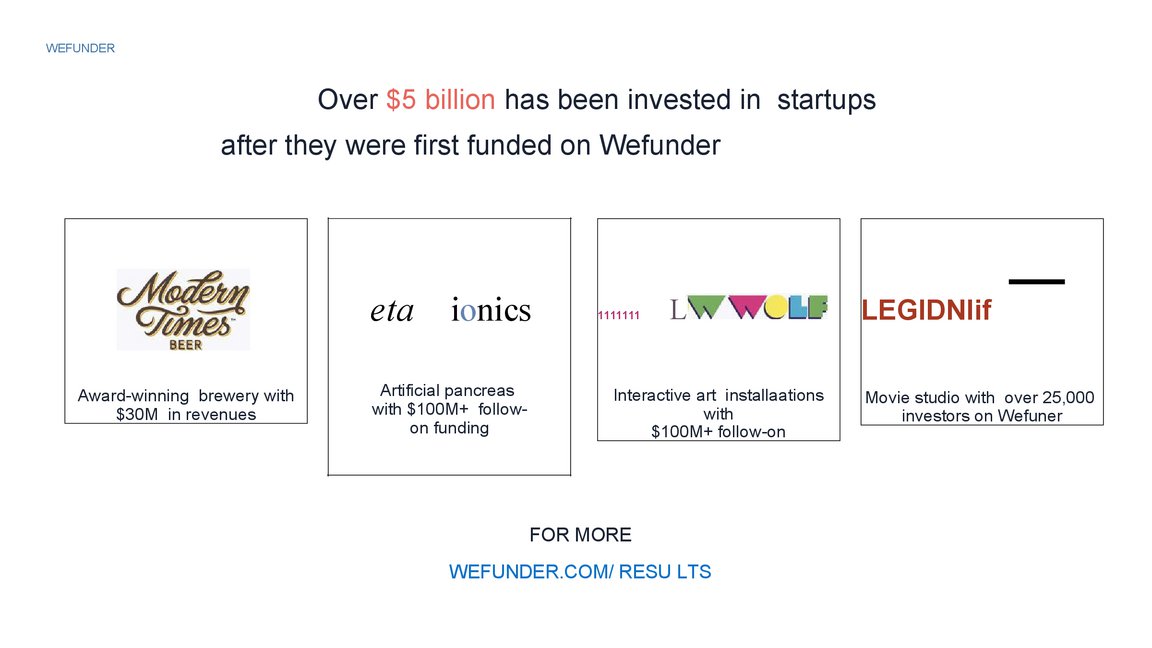 WEFUNDER
Over $5 billion has been invested in startups
after they were first funded on Wefunder
Modern
Times
BEER
Award-winning brewery with
$30M in revenues
eta ionics
Artificial pancreas
with $100M+ follow-
on funding
1111111 LW WOLF
Interactive art installaations
with
$100M+ follow-on
LEGIDNlif
Movie studio with over 25,000
investors on Wefuner
FOR MORE
WEFUNDER.COM/ RESU LTS